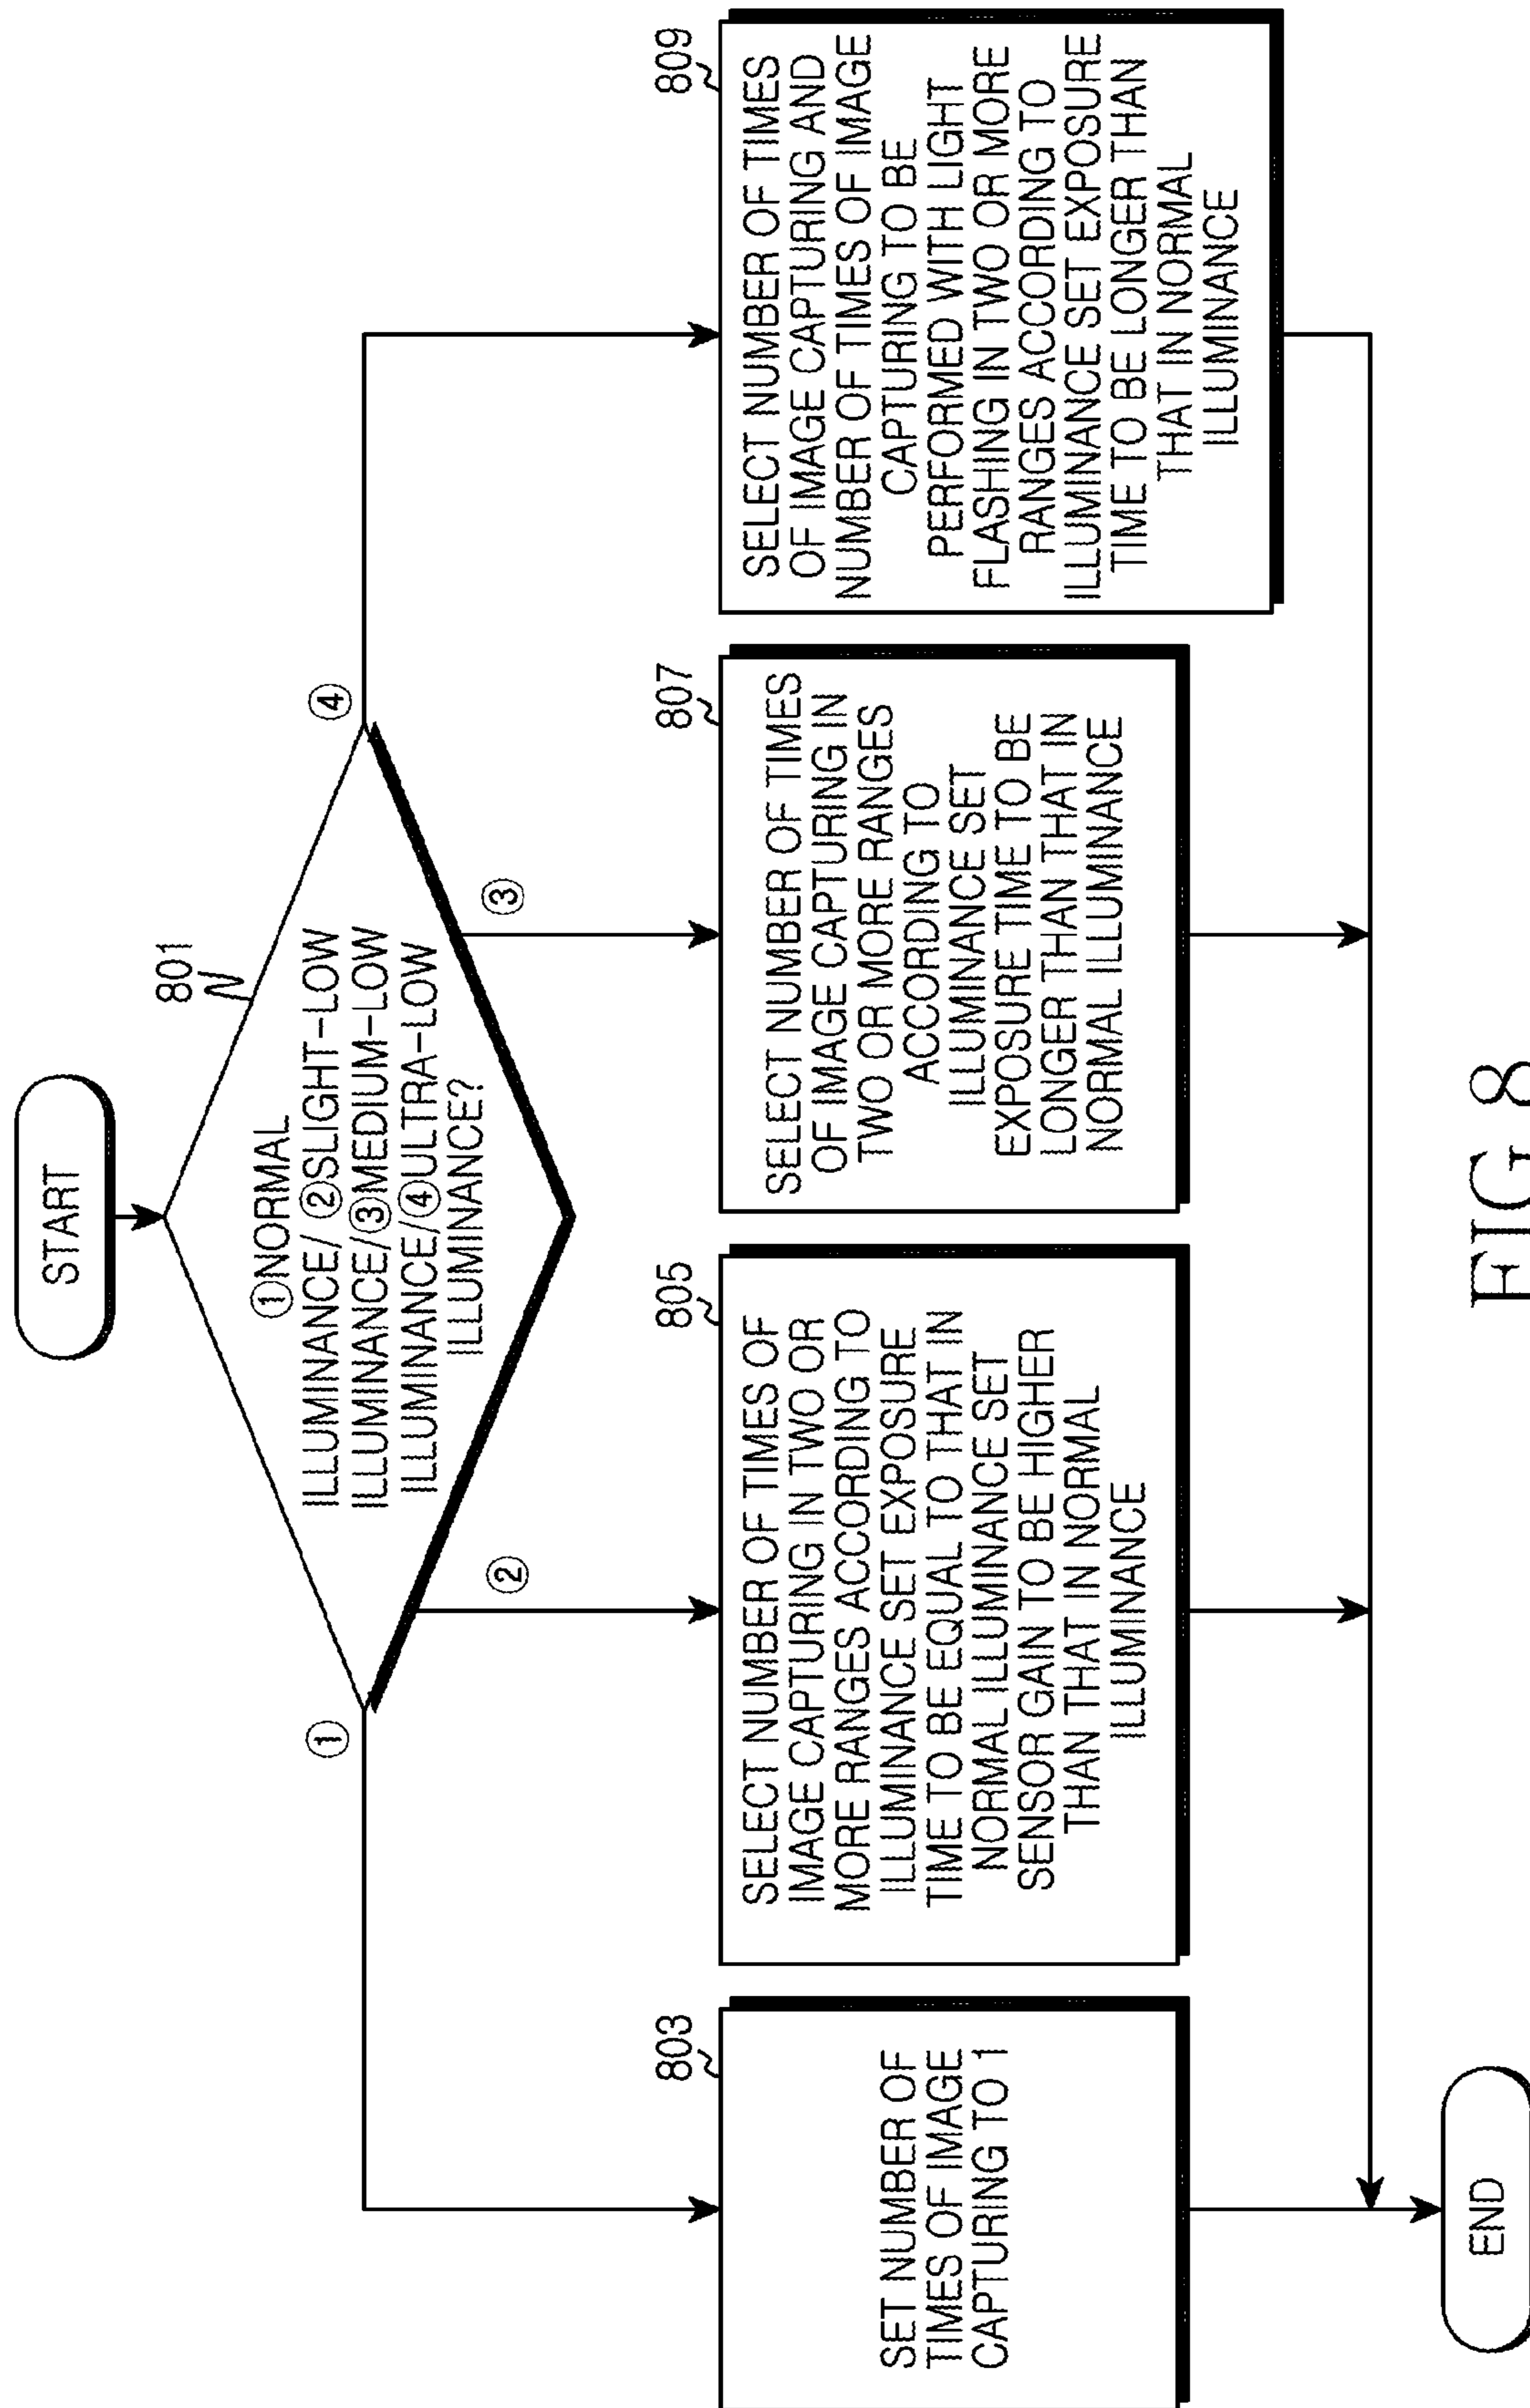 START
801
①NORMAL
ILLUMINANCE/②SLIGHT-LOW
ILLUMINANCE/③MEDIUM-LOW
ILLUMINANCE/④ULTRA-LOW
ILLUMINANCE?
①
②
③
④
803
SET NUMBER OF
TIMES OF IMAGE
CAPTURING TO 1
805
SELECT NUMBER OF TIMES OF
IMAGE CAPTURING IN TWO OR
MORE RANGES ACCORDING TO
ILLUMINANCE SET EXPOSURE
TIME TO BE EQUAL TO THAT IN
NORMAL ILLUMINANCE SET
SENSOR GAIN TO BE HIGHER
THAN THAT IN NORMAL
ILLUMINANCE
807
SELECT NUMBER OF TIMES
OF IMAGE CAPTURING IN
TWO OR MORE RANGES
ACCORDING TO
ILLUMINANCE SET
EXPOSURE TIME TO BE
LONGER THAN THAT IN
NORMAL ILLUMINANCE
809
SELECT NUMBER OF TIMES
OF IMAGE CAPTURING AND
NUMBER OF TIMES OF IMAGE
CAPTURING TO BE
PERFORMED WITH LIGHT
FLASHING IN TWO OR MORE
RANGES ACCORDING TO
ILLUMINANCE SET EXPOSURE
TIME TO BE LONGER THAN
THAT IN NORMAL
ILLUMINANCE
END
FIG 8